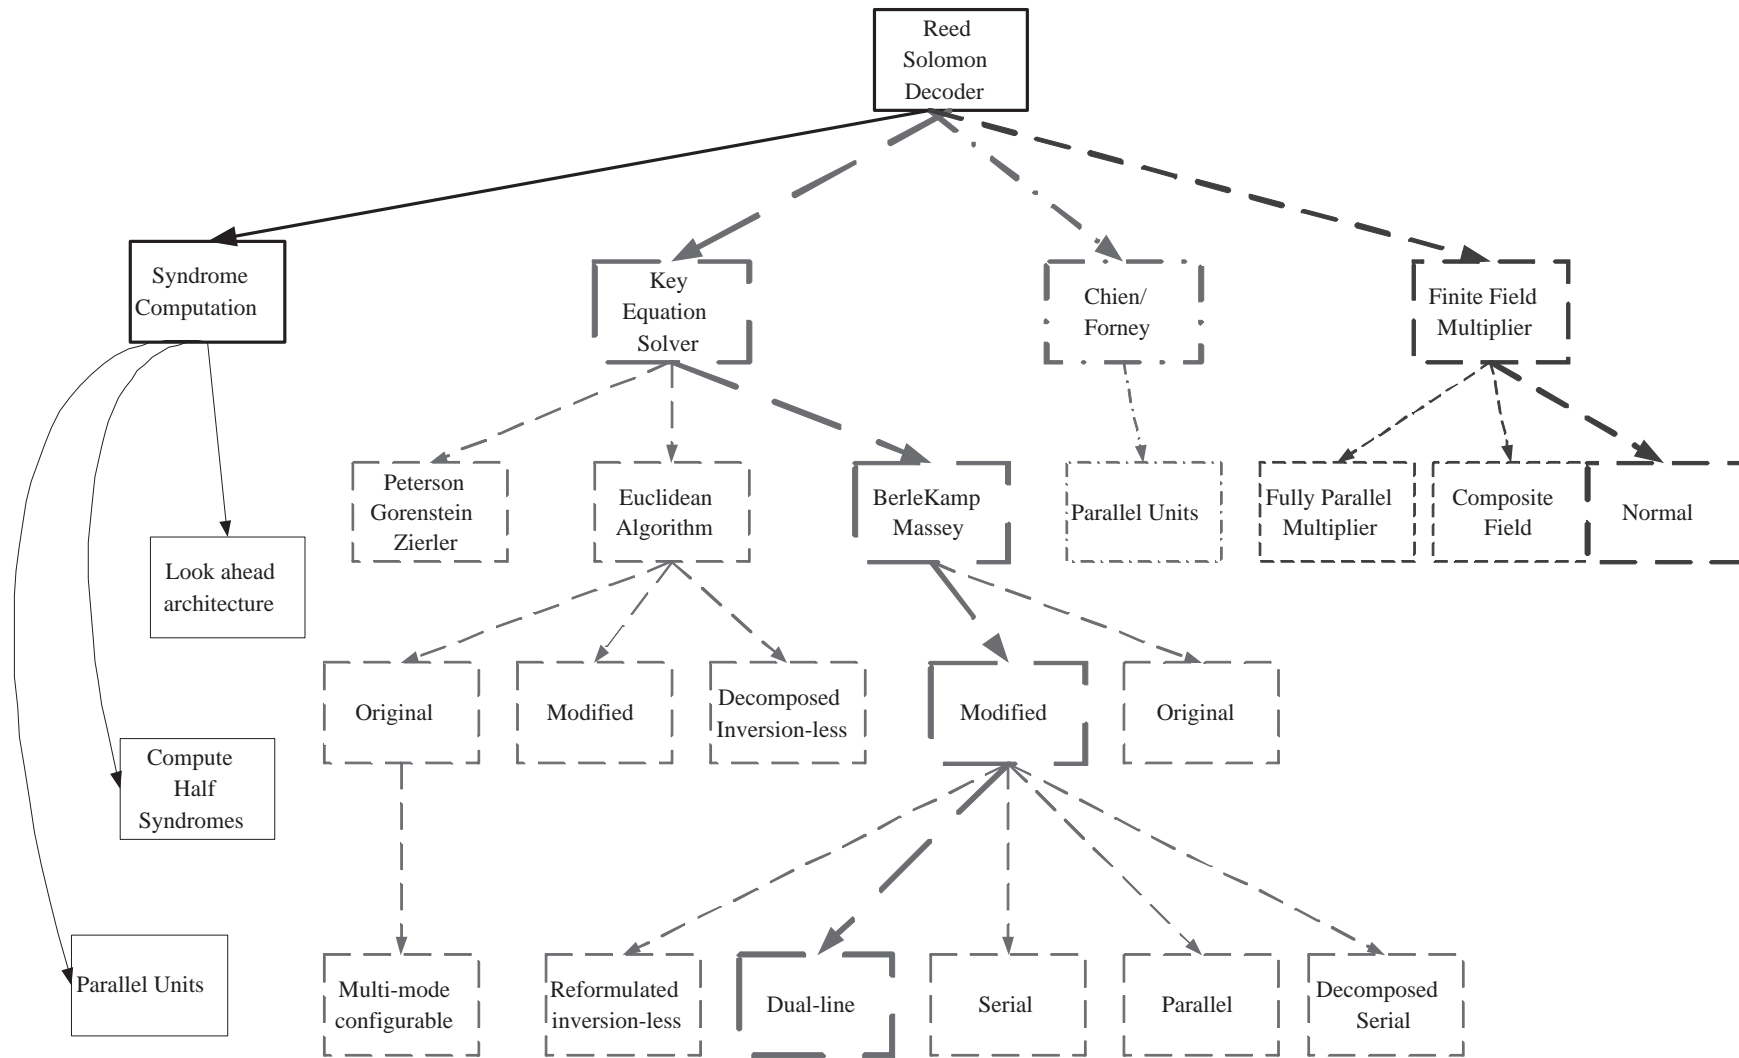 Reed
Solomon
Decoder
Syndrome
Computation
Key
Equation
Solver
Chien/
Forney
Finite Field
Multiplier
Peterson
Gorenstein
Zierler
Euclidean
Algorithm
BerleKamp
Massey
Parallel Units
Fully Parallel
Multiplier
Composite
Field
Normal
Look ahead
architecture
Original
Modified
Decomposed
Inversion-less
Modified
Original
Compute
Half
Syndromes
Parallel Units
Multi-mode
configurable
Reformulated
inversion-less
Dual-line
Serial
Parallel
Decomposed
Serial